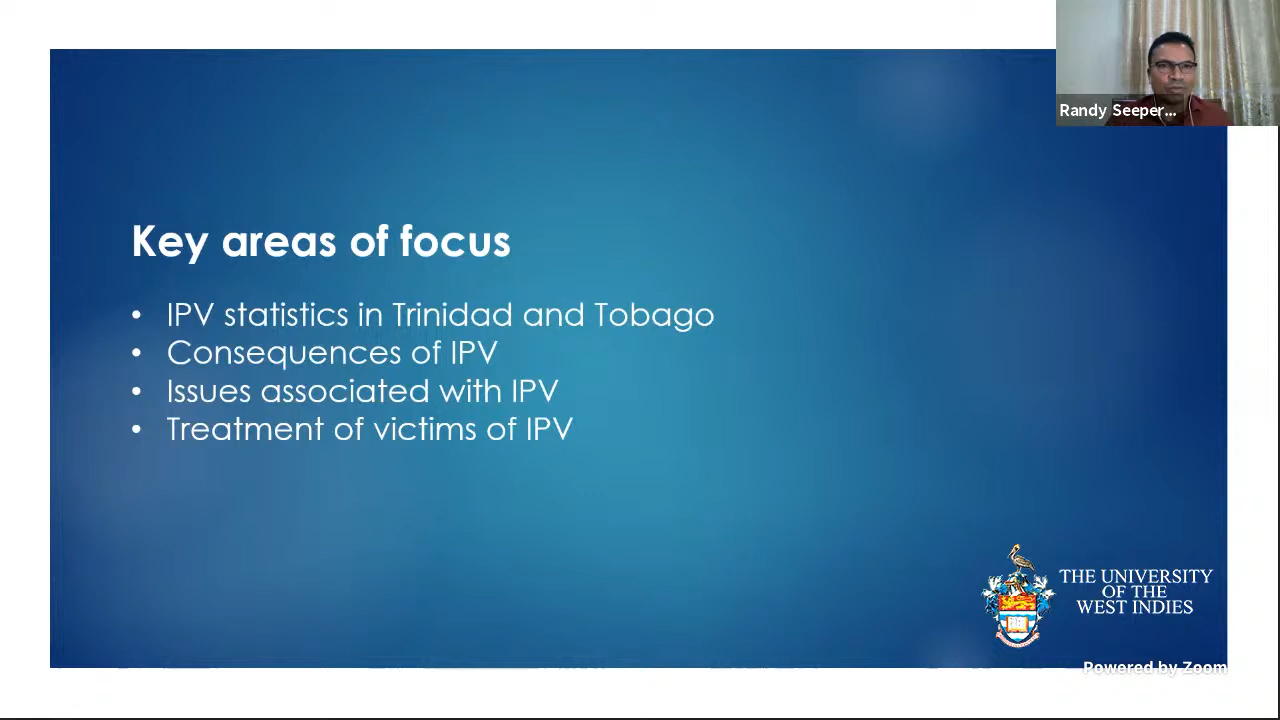 Randy Seeper...
Key areas of focus
• IPV statistics in Trinidad and Tobago
• Consequences of IPV
• Issues associated with IPV
• Treatment of victims of IPV
THE UNIVERSITY
OF THE
WEST INDIES
Powered by Zoom